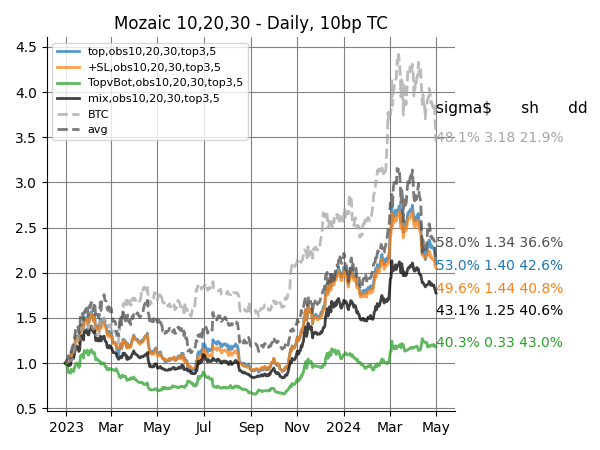 Mozaic 10,20,30 - Daily, 10bp TC
4.5
4.0
3.5
3.0
2.5
2.0
1.5
1.0
0.5
top,obs10,20,30,top3,5
+SL,obs10,20,30,top3,5
TopvBot,obs10,20,30,top3,5
mix,obs10,20,30,top3,5
BTC
avg
sigma$ sh dd
48.1% 3.18 21.9%
58.0% 1.34 36.6%
53.0% 1.40 42.6%
49.6% 1.44 40.8%
43.1% 1.25 40.6%
40.3% 0.33 43.0%
2023 Mar May Jul Sep Nov 2024 Mar May